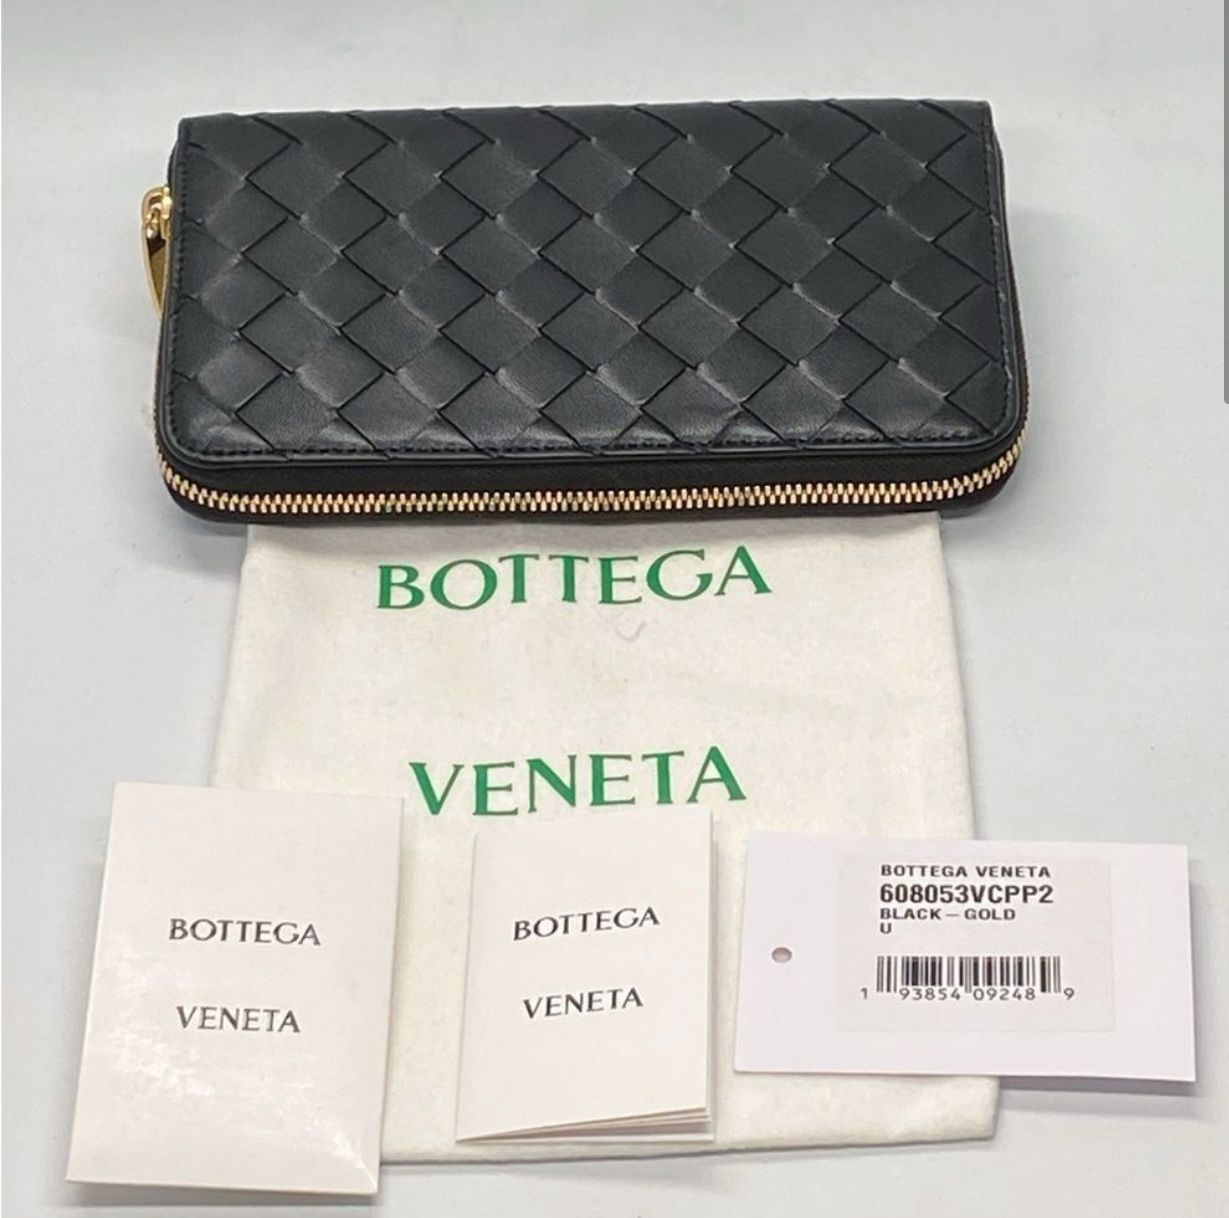 BOTTEGA
VENETA
BOTTEGA
VENETA
BOTTEGA
VENETA
BOTTEGA VENETA
608053VCPP2
BLACK – GOLD
U
1 93854 09248 9